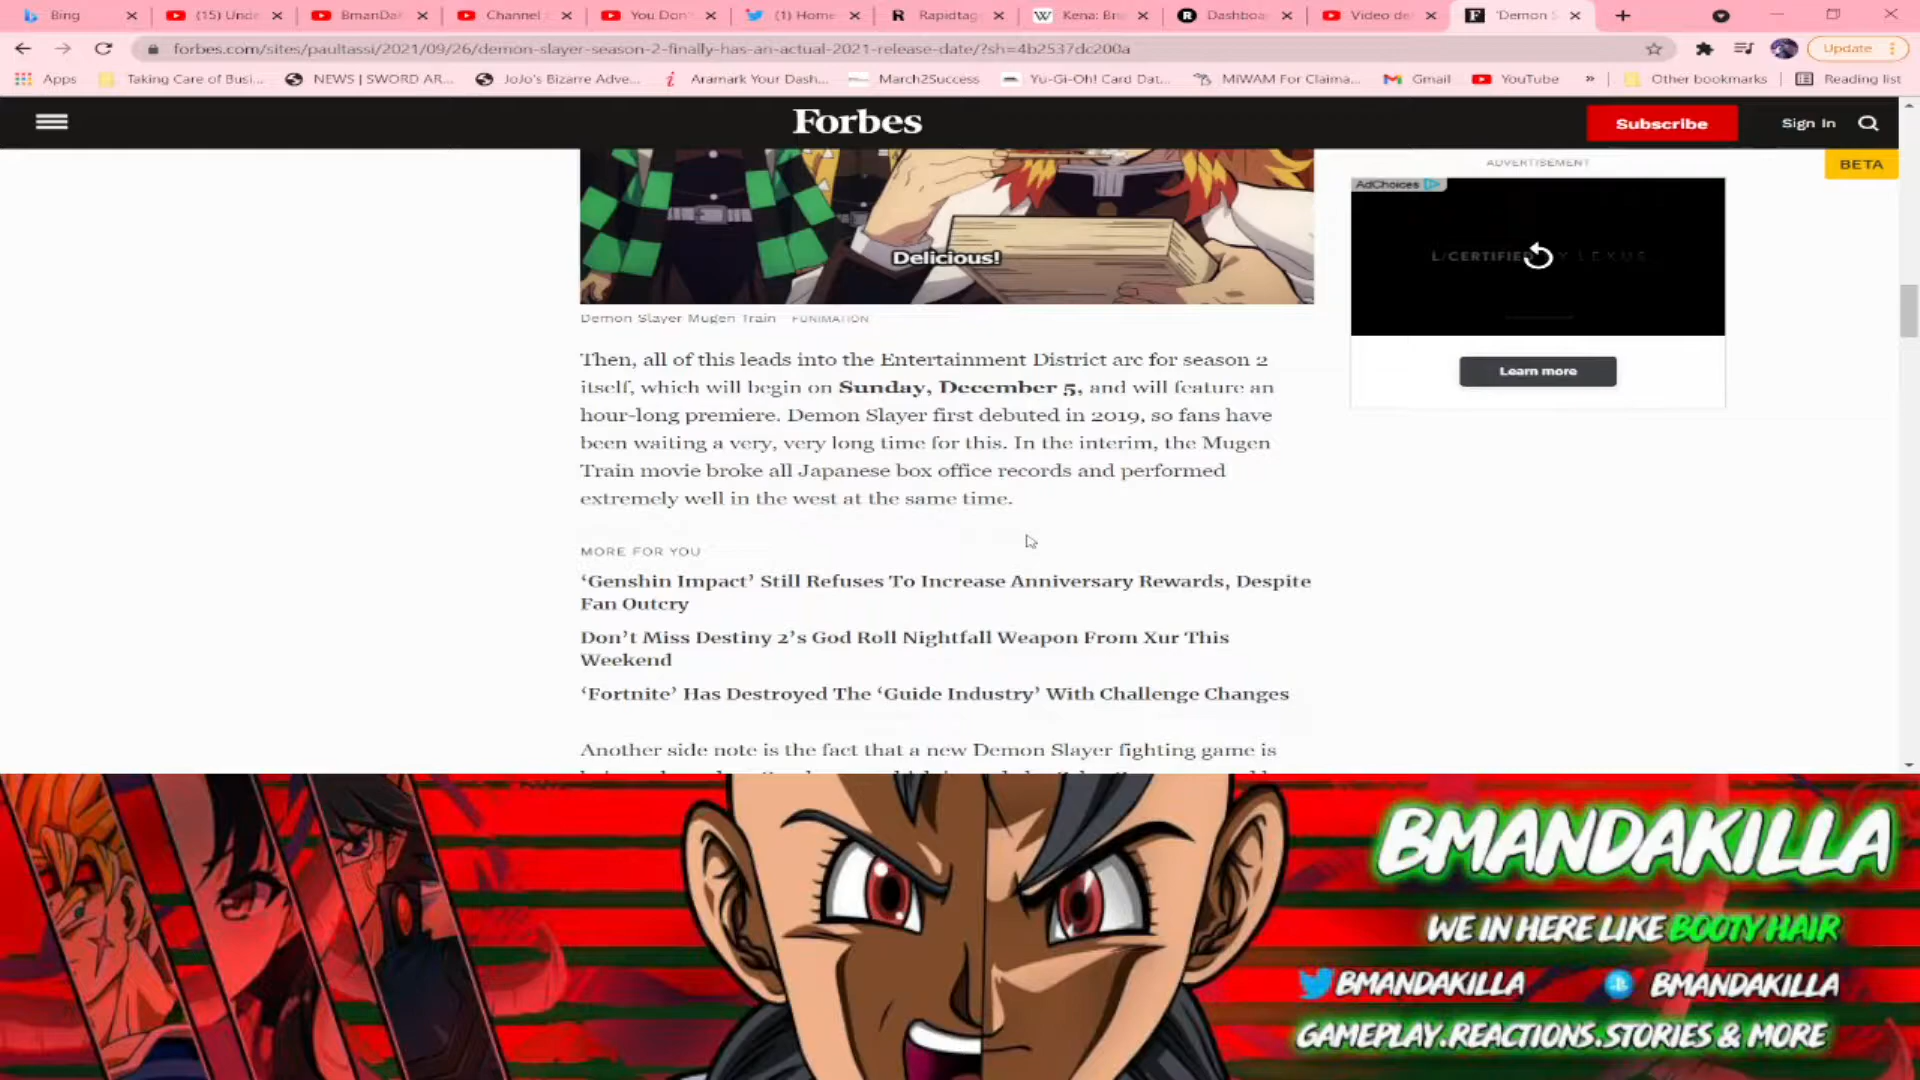 Bing
(15) Unde
BmanDaK
Channel
You Don'
(1) Home
Rapidtag
Kena: Bri
Dashboa
Video de
'Demon S
forbes.com/sites/paultassi/2021/09/26/demon-slayer-season-2-finally-has-an-actual-2021-release-date/?sh=4b2537dc200a
Update
Apps
Taking Care of Busi...
NEWS | SWORD AR...
JoJo's Bizarre Adve...
Aramark Your Dash...
March2Success
Yu-Gi-Oh! Card Dat...
MiWAM For Claima...
Gmail
YouTube
»
Other bookmarks
Reading list
Forbes
Subscribe
Sign In
BETA
ADVERTISEMENT
AdChoices
Learn more
Delicious!
Demon Slayer Mugen Train FUNIMATION
Then, all of this leads into the Entertainment District arc for season 2
itself, which will begin on Sunday, December 5, and will feature an
hour-long premiere. Demon Slayer first debuted in 2019, so fans have
been waiting a very, very long time for this. In the interim, the Mugen
Train movie broke all Japanese box office records and performed
extremely well in the west at the same time.
MORE FOR YOU
‘Genshin Impact’ Still Refuses To Increase Anniversary Rewards, Despite
Fan Outcry
Don’t Miss Destiny 2’s God Roll Nightfall Weapon From Xur This
Weekend
‘Fortnite’ Has Destroyed The ‘Guide Industry’ With Challenge Changes
Another side note is the fact that a new Demon Slayer fighting game is
BMANDAKILLA
WE IN HERE LIKE BOOTY HAIR
BMANDAKILLA
BMANDAKILLA
GAMEPLAY.REACTIONS.STORIES & MORE